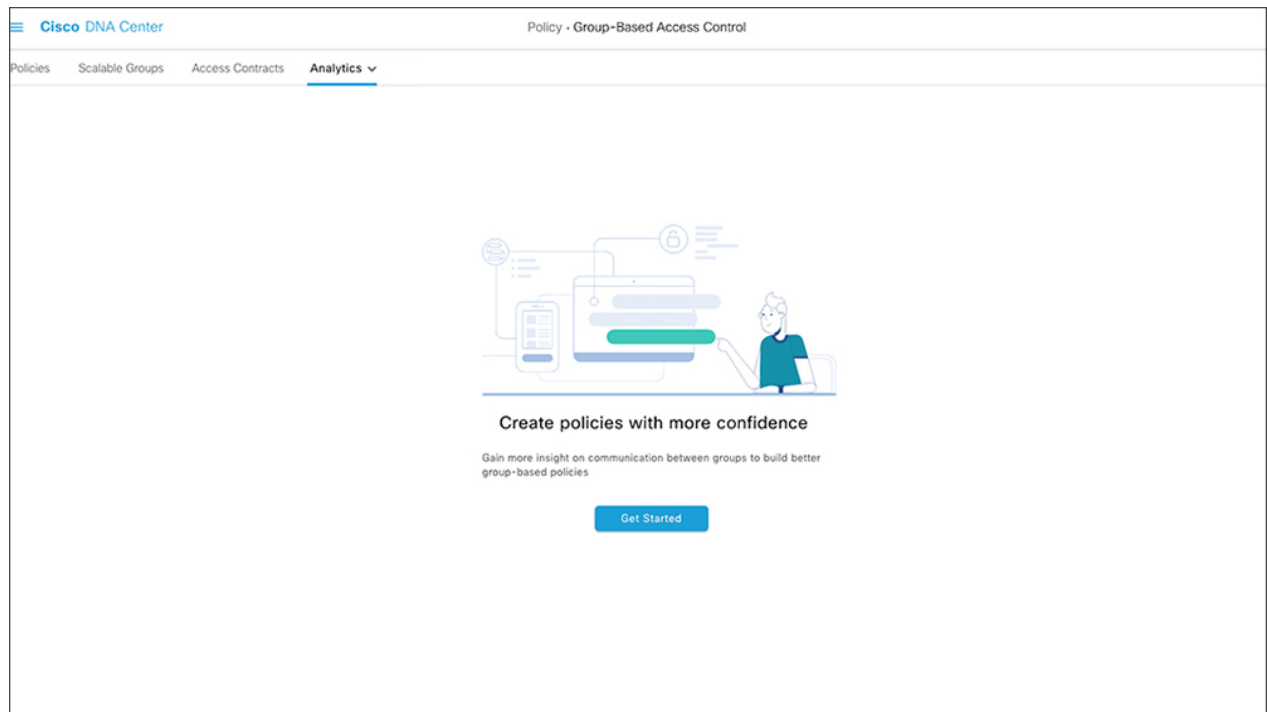 Cisco DNA Center
Policy · Group-Based Access Control
Policies Scalable Groups Access Contracts Analytics
Create policies with more confidence
Gain more insight on communication between groups to build better
group-based policies
Get Started